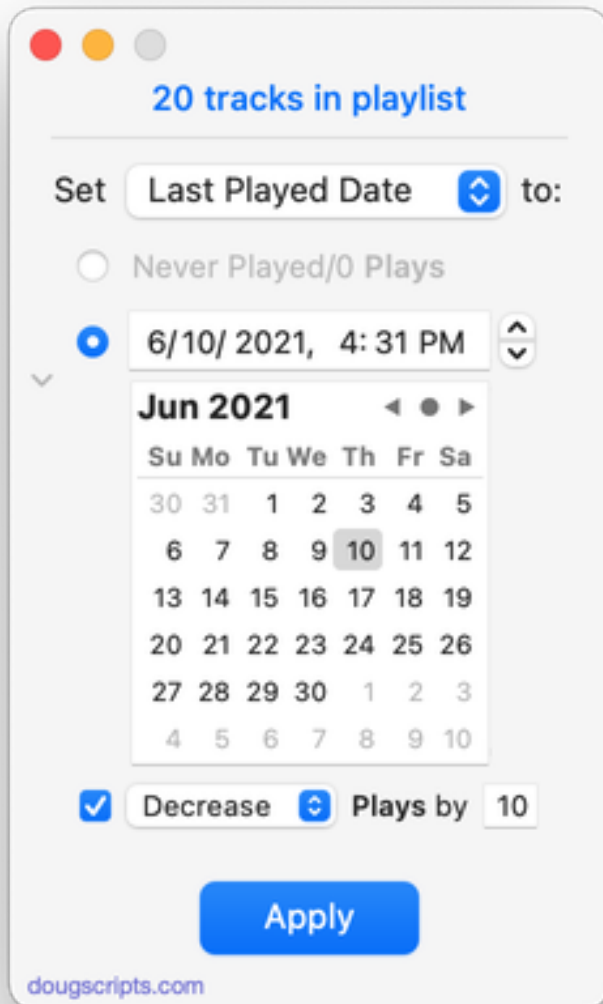 20 tracks in playlist
Set Last Played Date to:
Never Played/0 Plays
6/10/2021, 4:31 PM
Jun 2021
Su Mo Tu We Th Fr Sa
30 31 1 2 3 4 5
6 7 8 9 10 11 12
13 14 15 16 17 18 19
20 21 22 23 24 25 26
27 28 29 30 1 2 3
4 5 6 7 8 9 10
Decrease Plays by 10
Apply
dougscripts.com